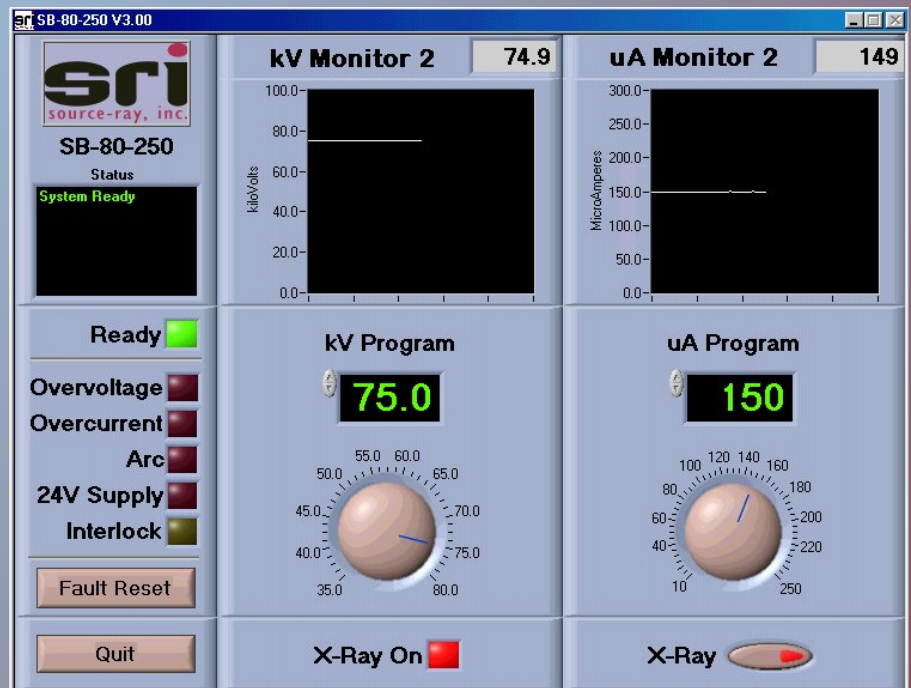 sri SB-80-250 V3.00
sri
source-ray, inc.
SB-80-250
Status
System Ready
Ready
Overvoltage
Overcurrent
Arc
24V Supply
Interlock
Fault Reset
Quit
kV Monitor 2 74.9
100.0
80.0
60.0
40.0
20.0
0.0
kiloVolts
kV Program
75.0
35.0 40.0 45.0 50.0 55.0 60.0 65.0 70.0 75.0 80.0
X-Ray On
uA Monitor 2 149
300.0
250.0
200.0
150.0
100.0
50.0
0.0
MicroAmperes
uA Program
150
10 40 60 80 100 120 140 160 180 200 220 250
X-Ray